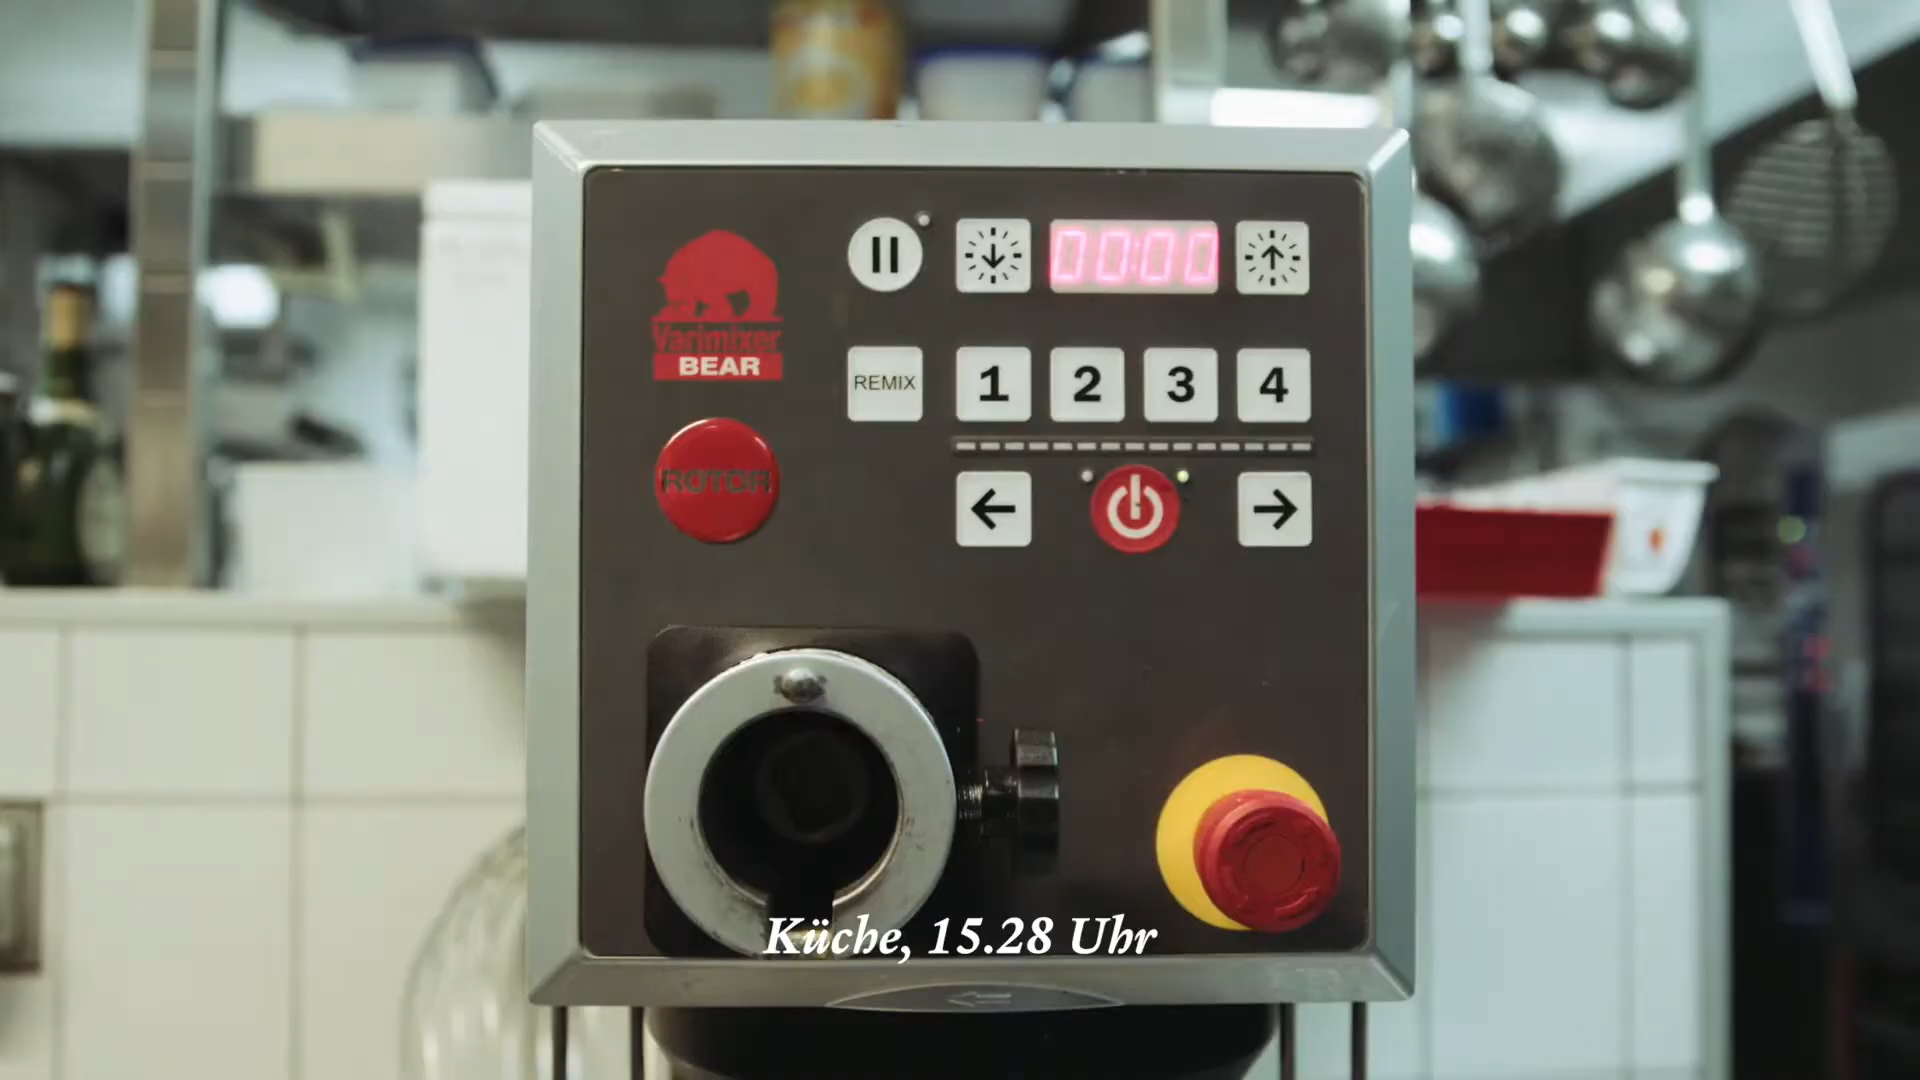 00:00
Varimixer
BEAR
REMIX
1 2 3 4
ROTOR
Küche, 15.28 Uhr